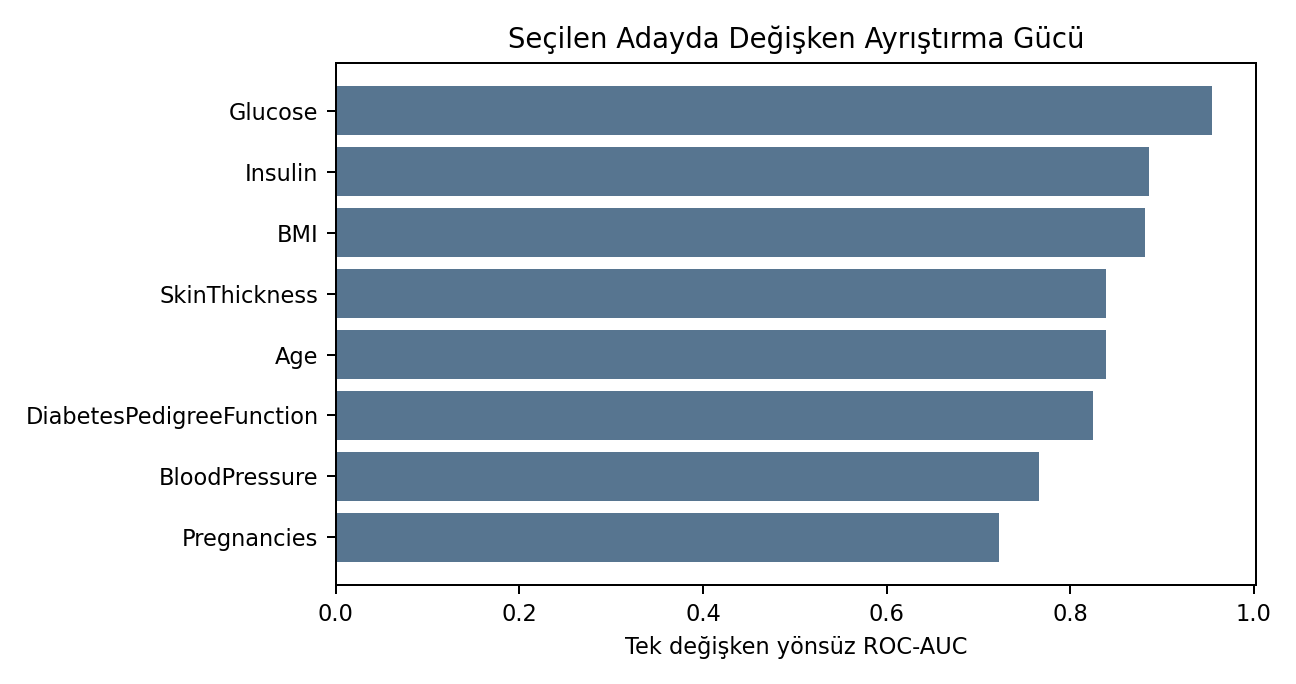 Seçilen Adayda Değişken Ayrıştırma Gücü
Glucose
Insulin
BMI
SkinThickness
Age
DiabetesPedigreeFunction
BloodPressure
Pregnancies
0.0 0.2 0.4 0.6 0.8 1.0
Tek değişken yönsüz ROC-AUC